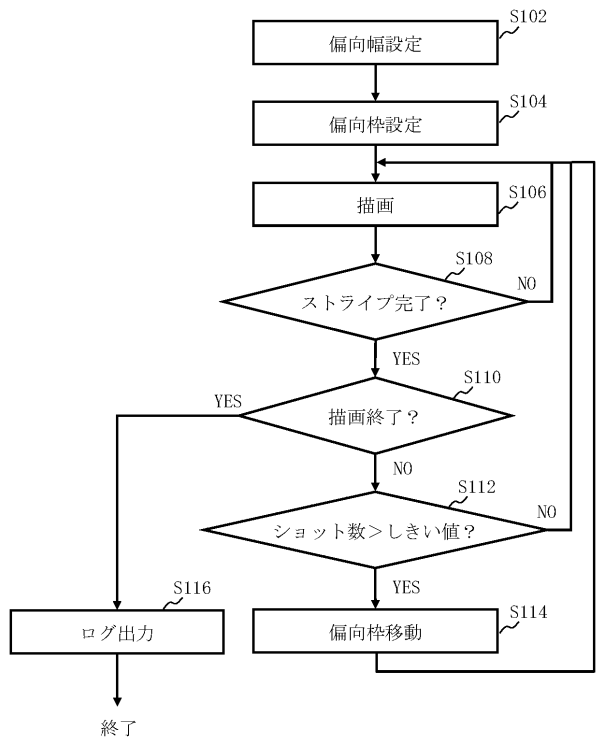 S102
偏向幅設定
S104
偏向枠設定
S106
描画
S108
ストライプ完了?
NO
YES
S110
YES
描画終了?
NO
S112
ショット数>しきい値?
NO
YES
S116
ログ出力
S114
偏向枠移動
終了